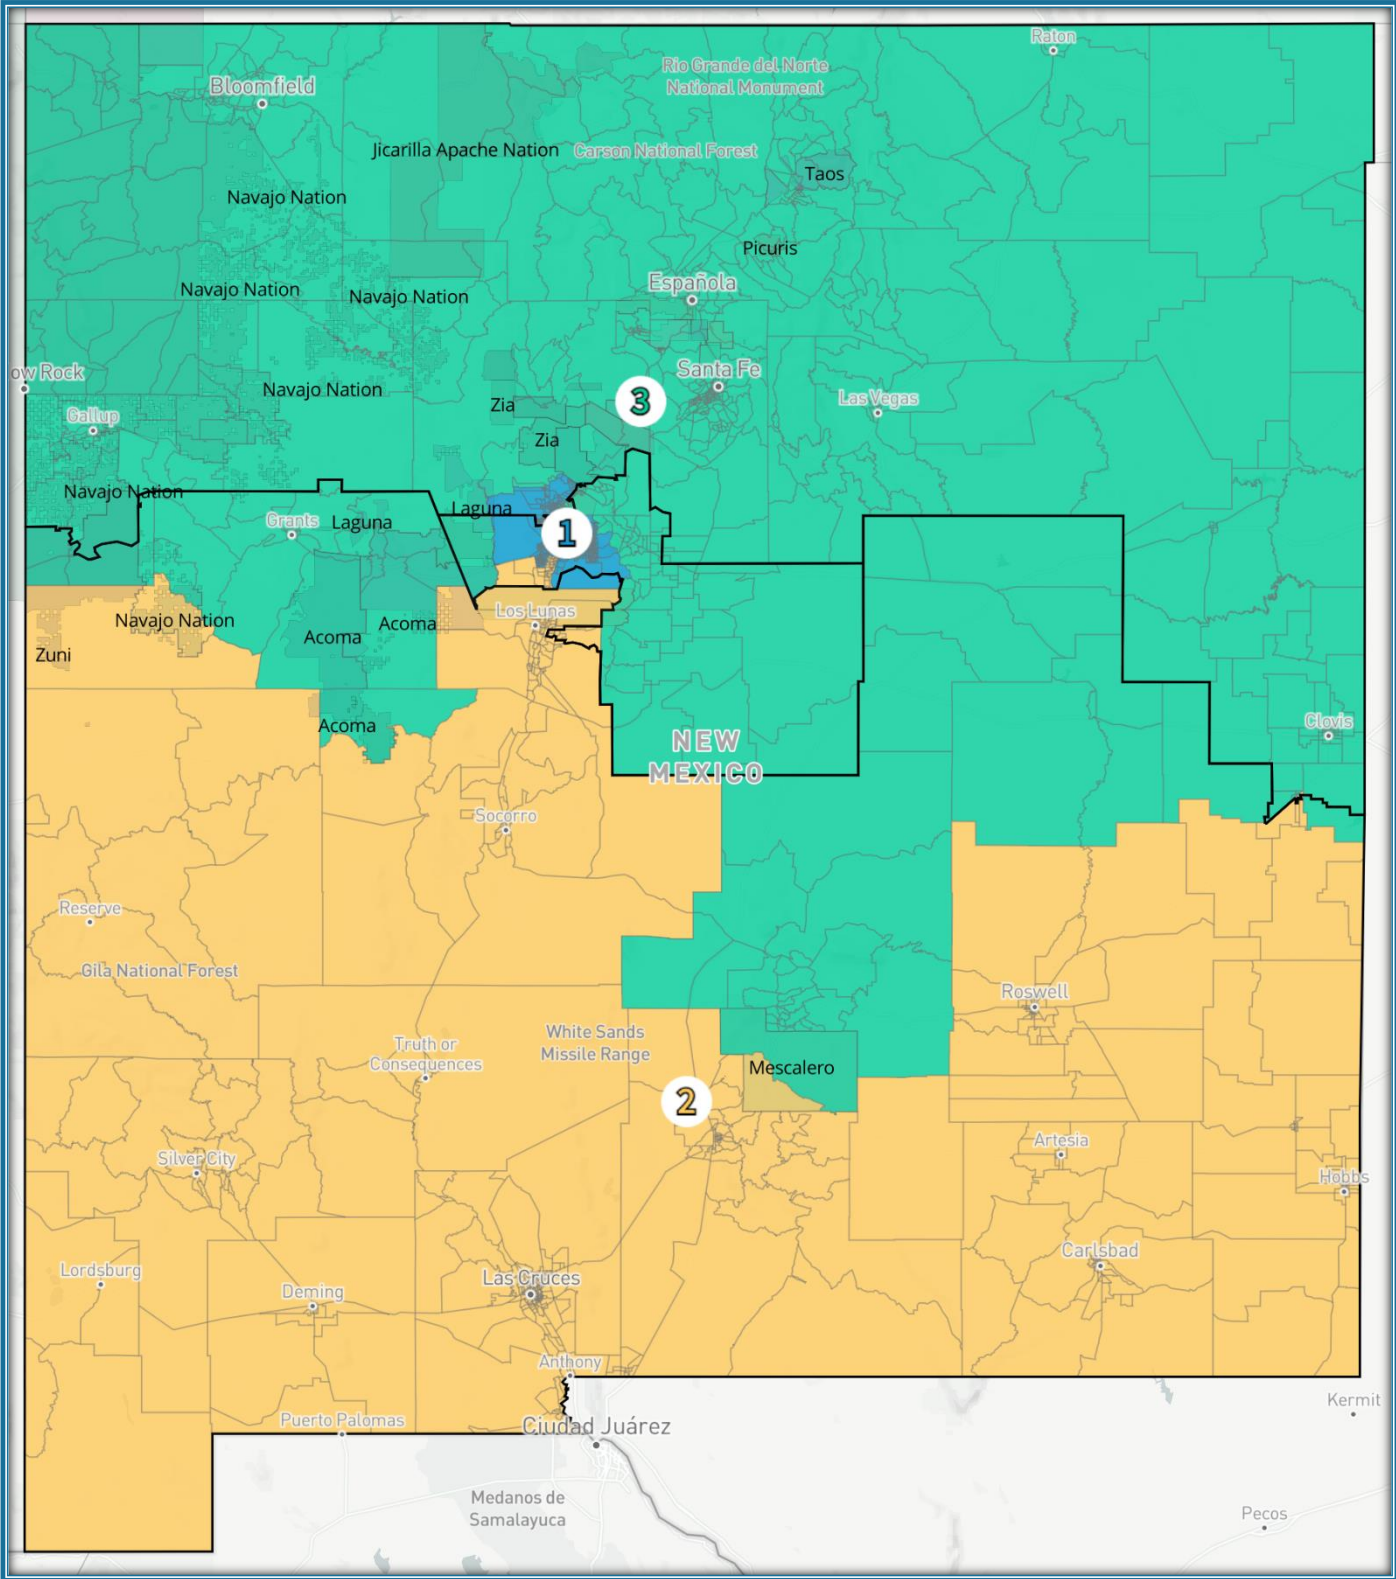 Raton
Rio Grande del Norte
National Monument
Bloomfield
Jicarilla Apache Nation
Carson National Forest
Taos
Navajo Nation
Picuris
Española
Navajo Nation
Navajo Nation
ow Rock
Santa Fe
Navajo Nation
3
Las Vegas
Zia
Gallup
Zia
Navajo Nation
Laguna
Grants
Laguna
1
Los Lunas
Navajo Nation
Acoma
Acoma
Zuni
Acoma
Clovis
NEW
MEXICO
Socorro
Reserve
Gila National Forest
Roswell
White Sands
Missile Range
Truth or
Consequences
Mescalero
2
Artesia
Silver City
Hobbs
Carlsbad
Lordsburg
Las Cruces
Deming
Anthony
Kermit
Puerto Palomas
Ciudad Juárez
Medanos de
Samalayuca
Pecos